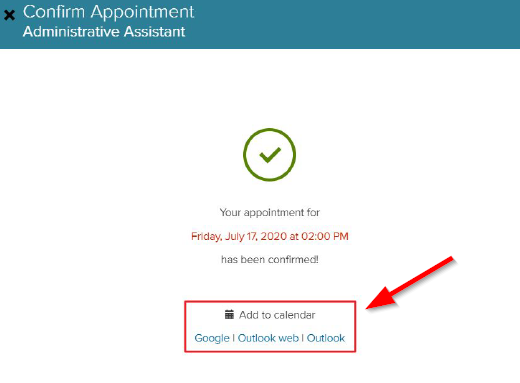 Confirm Appointment
Administrative Assistant
Your appointment for
Friday, July 17, 2020 at 02:00 PM
has been confirmed!
Add to calendar
Google | Outlook web | Outlook